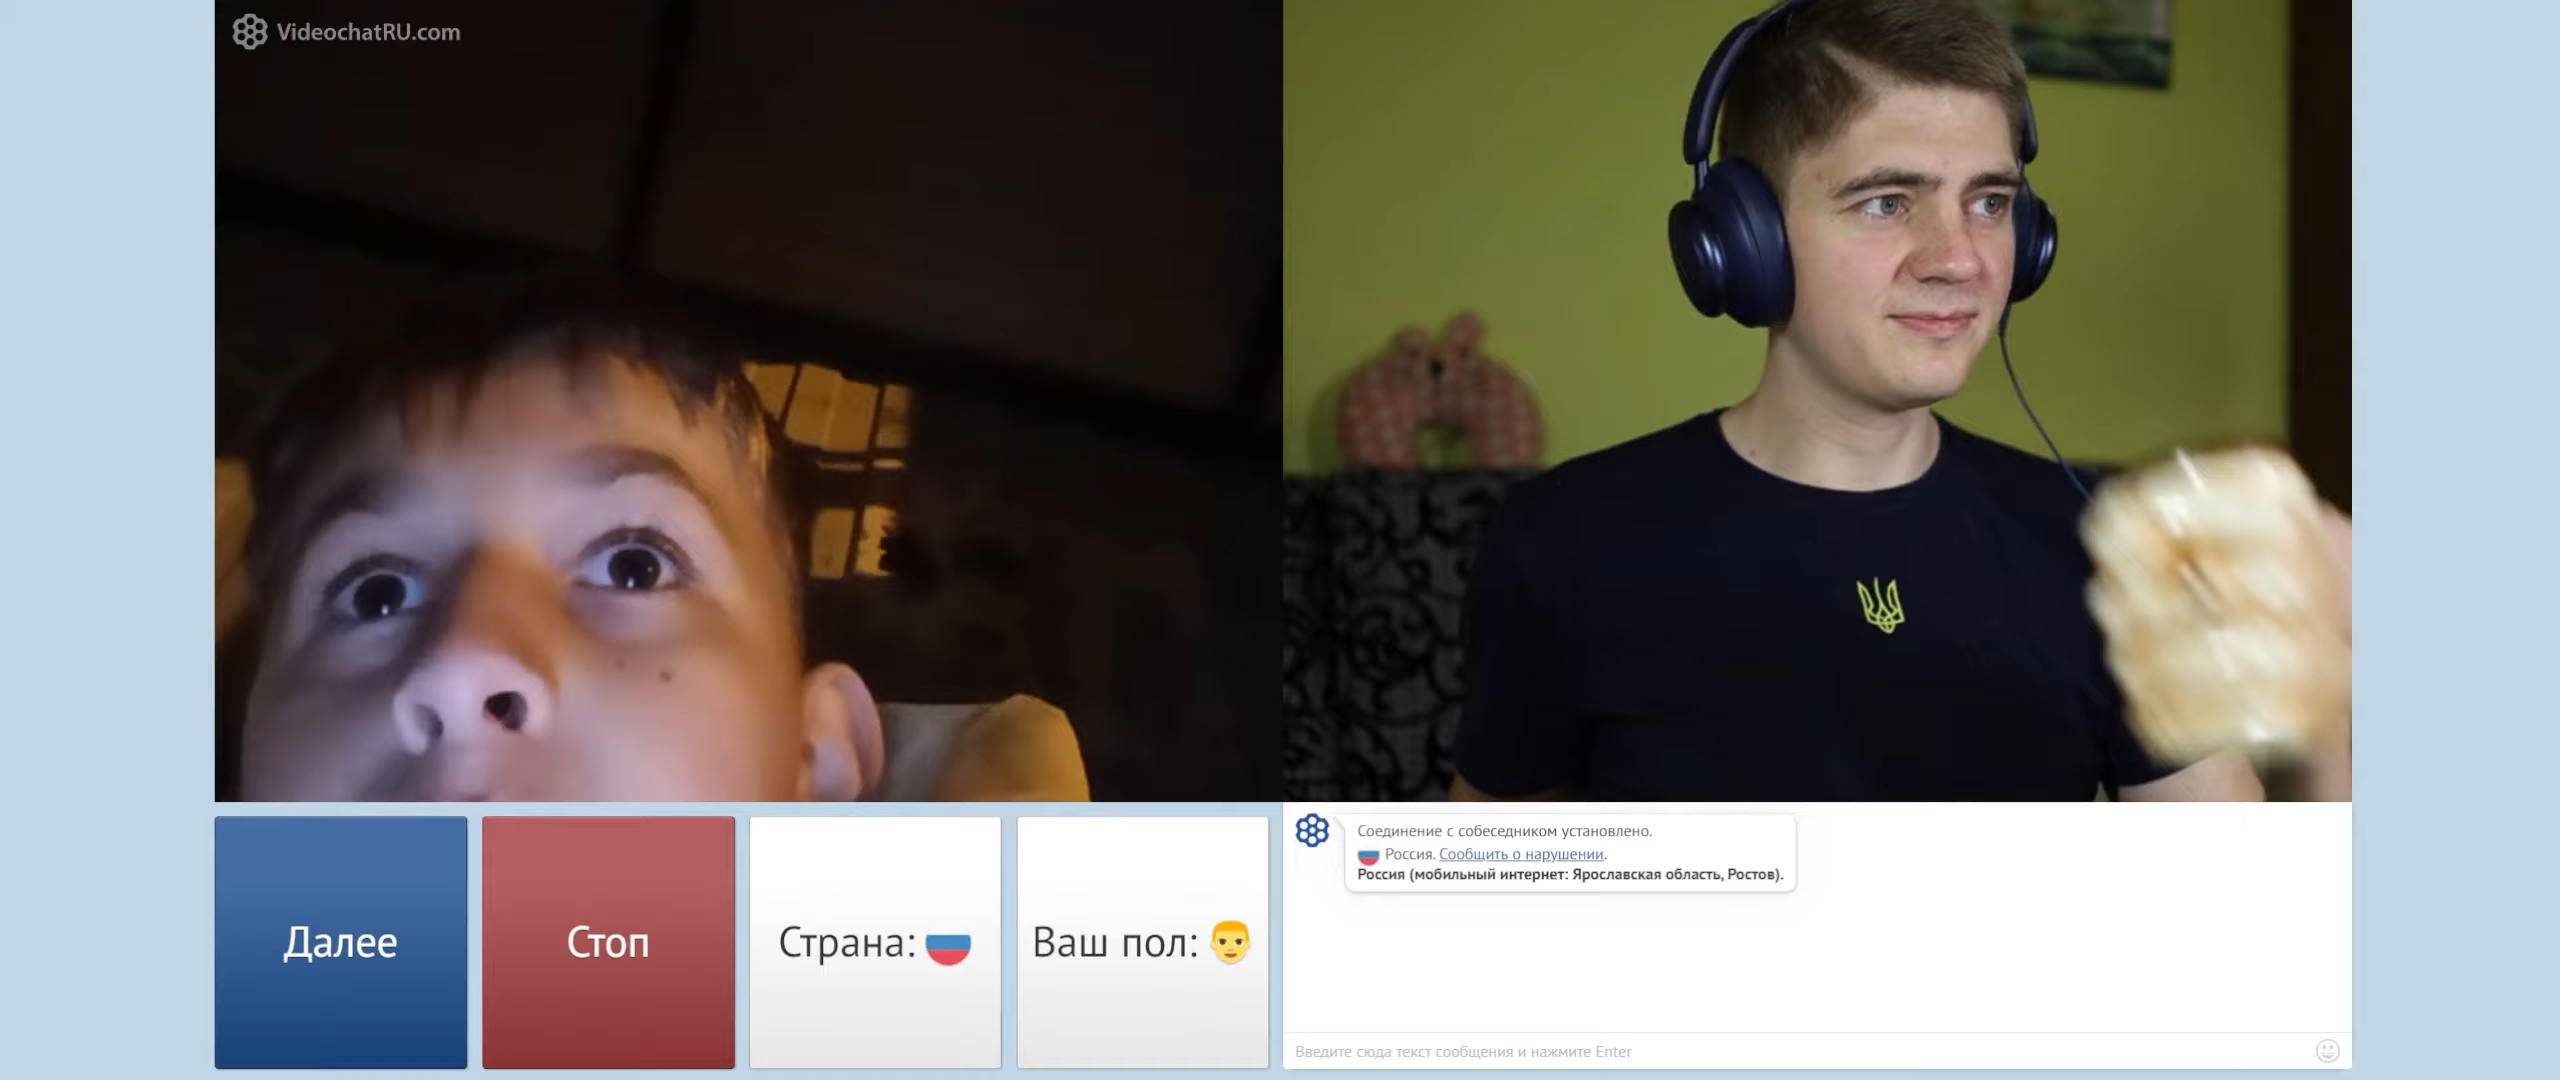 VideochatRU.com
Далее
Стоп
Страна:
Ваш пол:
Соединение с собеседником установлено.
Россия. Сообщить о нарушении.
Россия (мобильный интернет: Ярославская область, Ростов).
Введите сюда текст сообщения и нажмите Enter